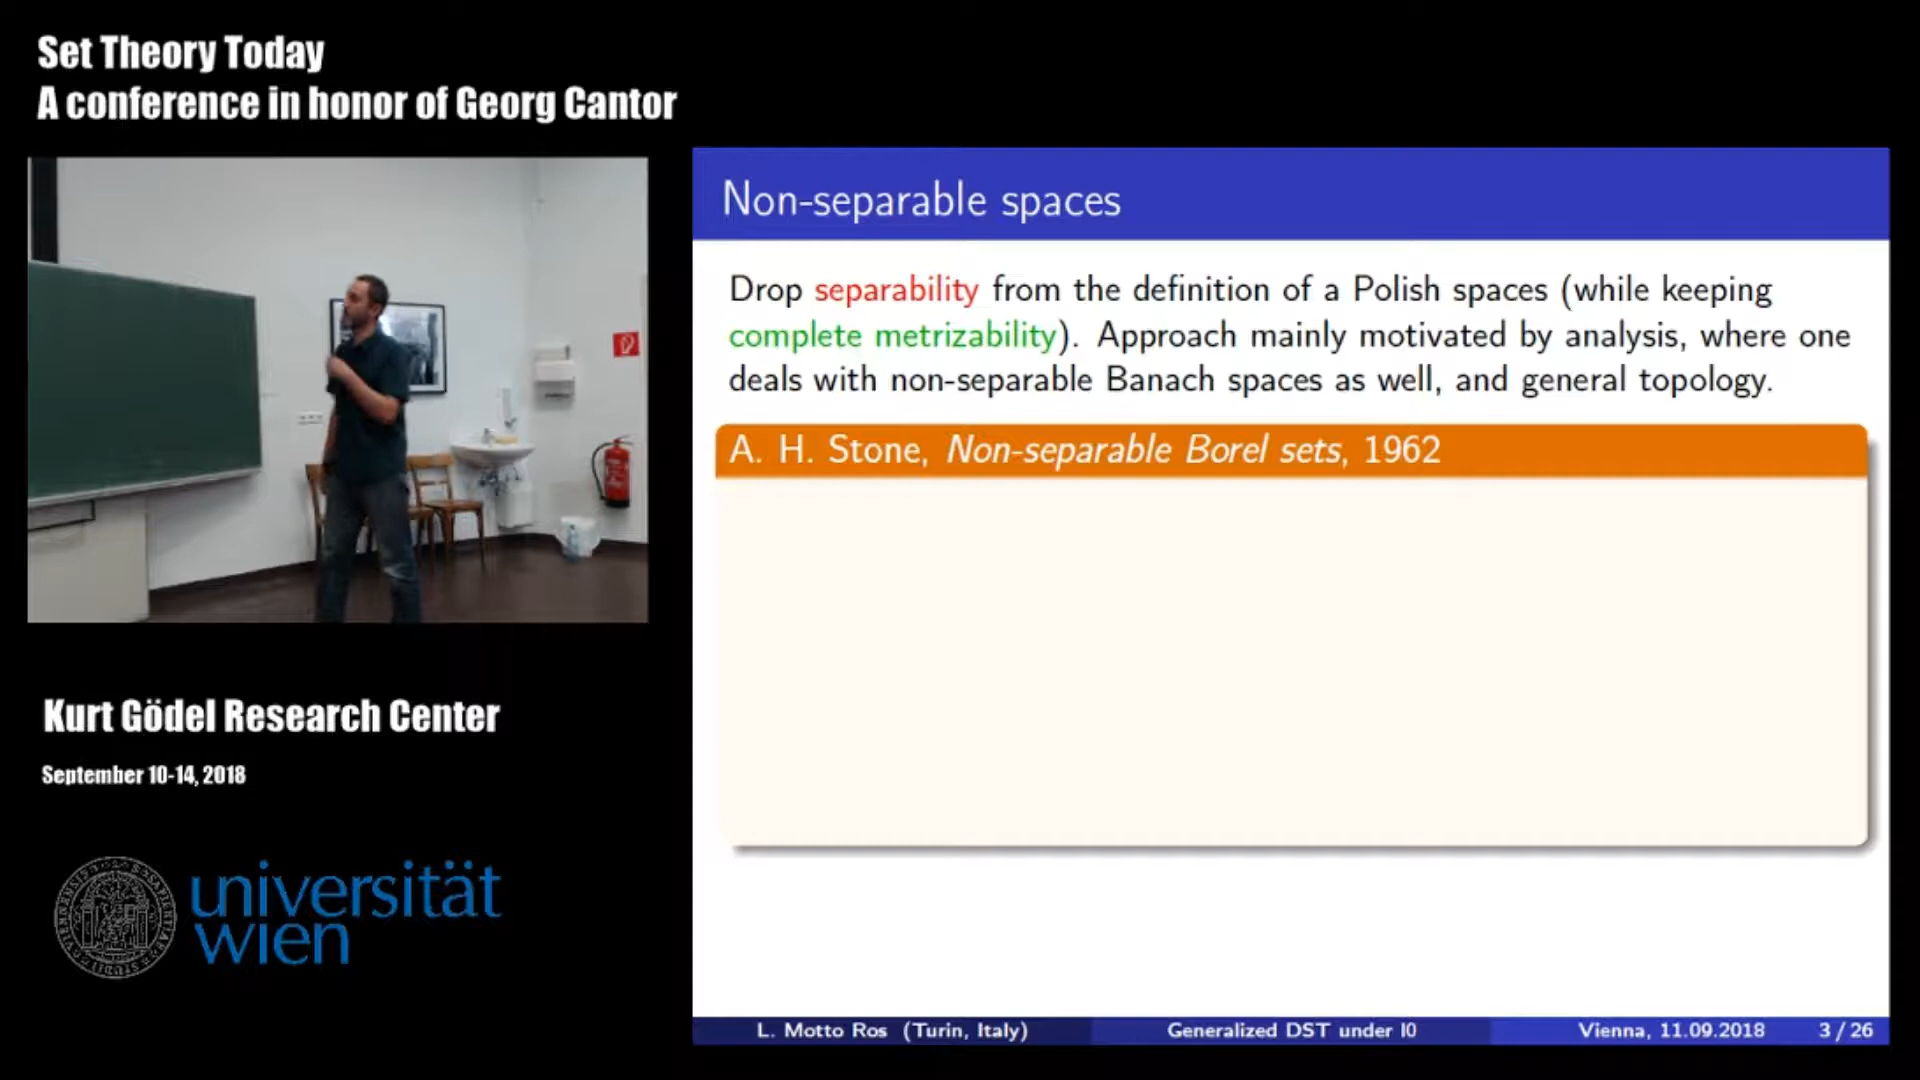 Set Theory Today
A conference in honor of Georg Cantor
Non-separable spaces
Drop separability from the definition of a Polish spaces (while keeping
complete metrizability). Approach mainly motivated by analysis, where one
deals with non-separable Banach spaces as well, and general topology.
A. H. Stone, Non-separable Borel sets, 1962
Kurt Gödel Research Center
September 10-14, 2018
universität
wien
L. Motto Ros (Turin, Italy) Generalized DST under I0 Vienna, 11.09.2018 3 / 26